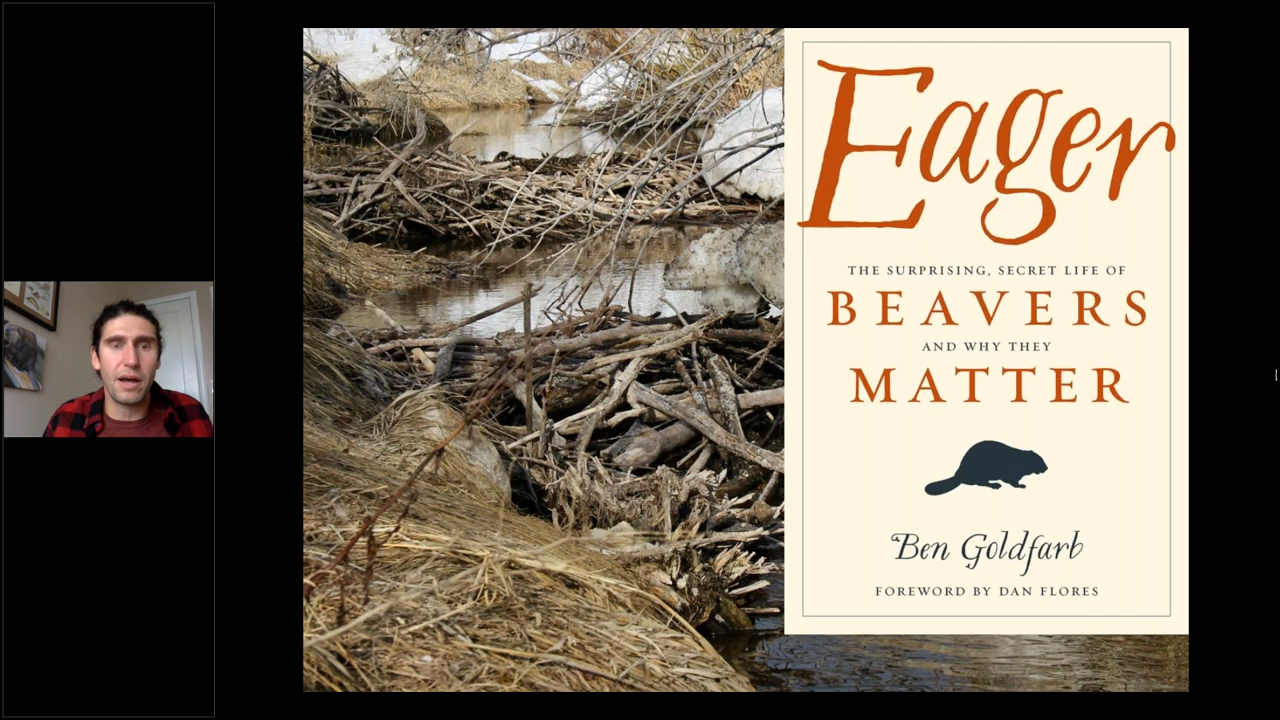 Eager
THE SURPRISING, SECRET LIFE OF
BEAVERS
AND WHY THEY
MATTER
Ben Goldfarb
FOREWORD BY DAN FLORES